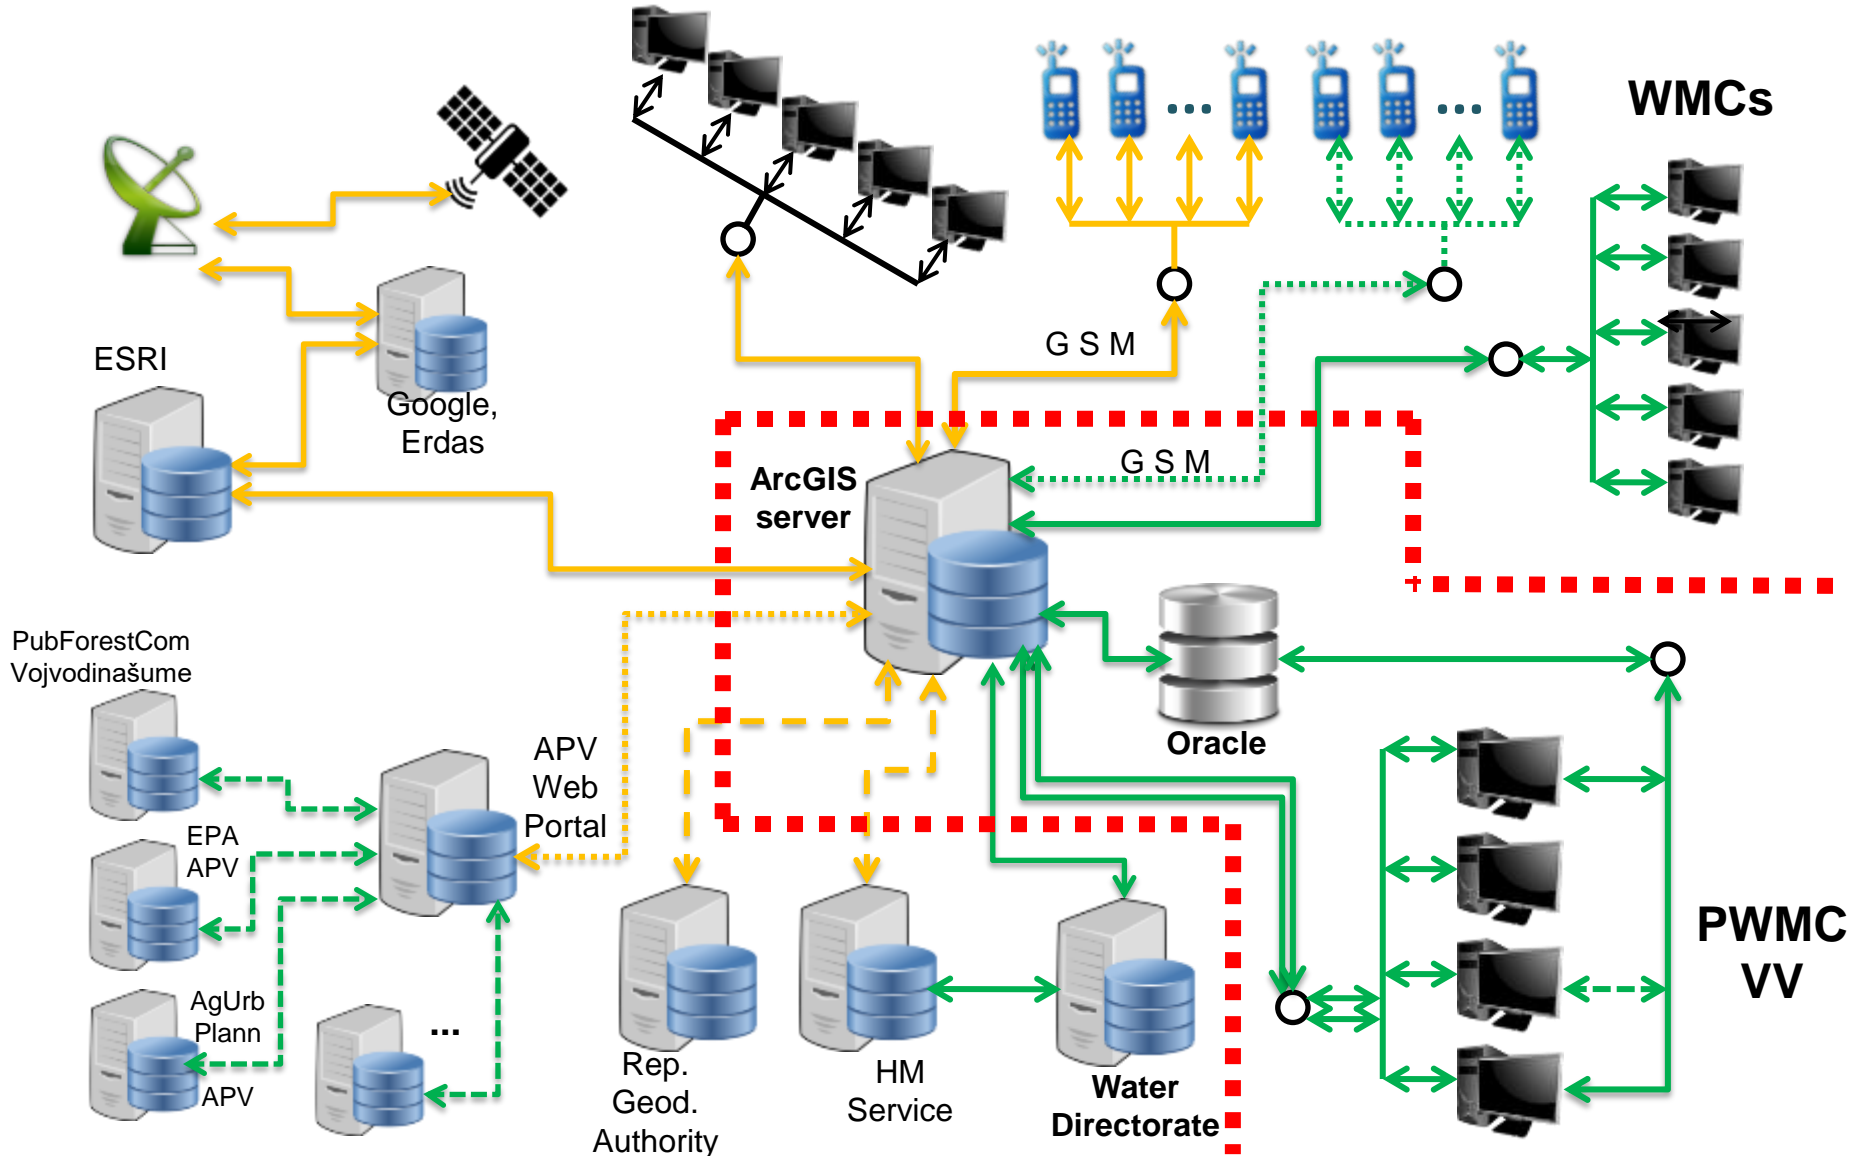 WMCs
G S M
ESRI
Google,
Erdas
G S M
ArcGIS
server
PubForestCom
Vojvodinašume
Oracle
APV
Web
Portal
EPA
APV
PWMC
VV
AgUrb
Plann
APV
...
Rep.
Geod.
Authority
HM
Service
Water
Directorate